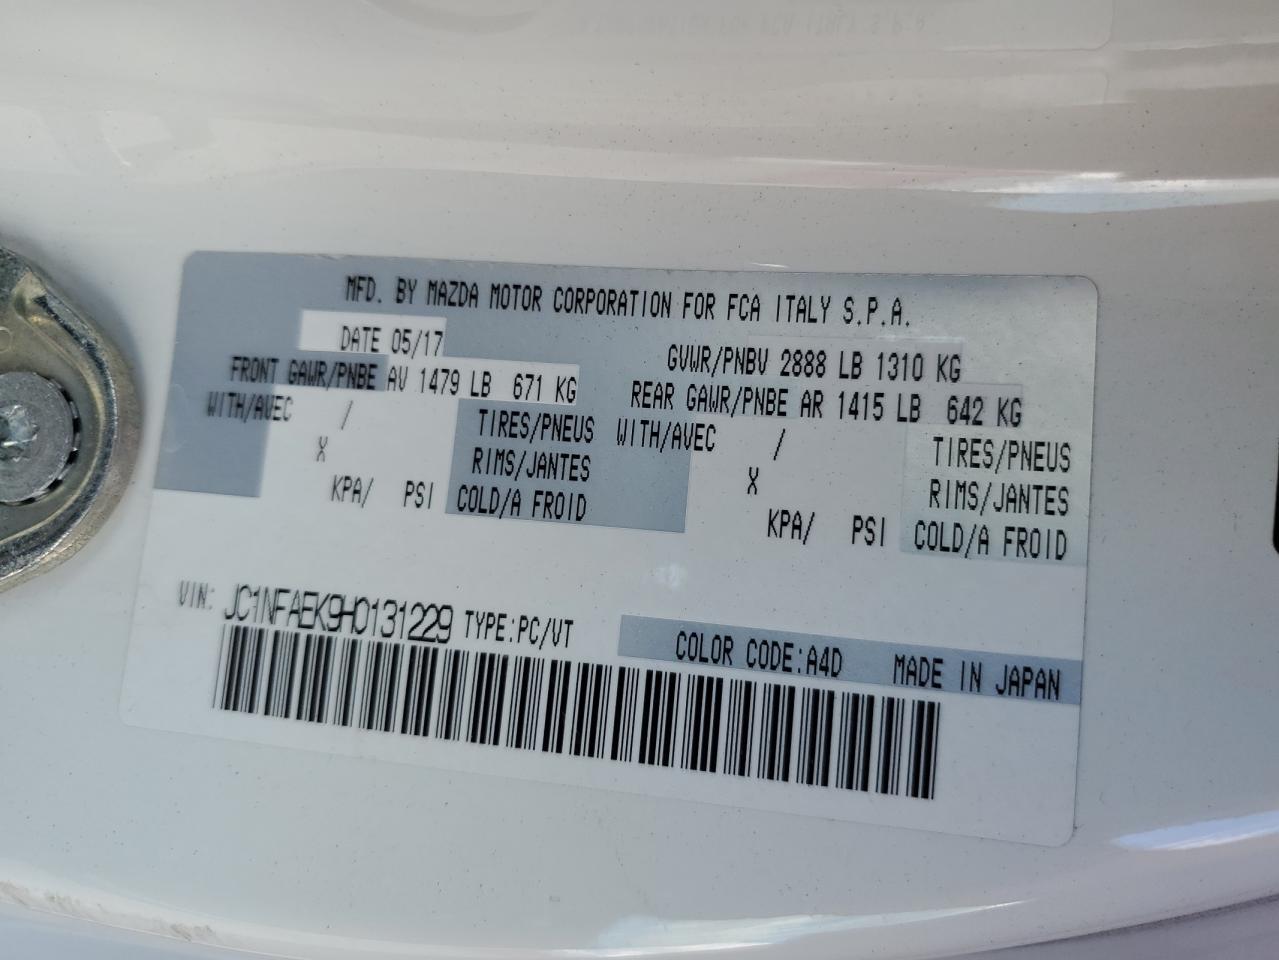 MFD. BY MAZDA MOTOR CORPORATION FOR FCA ITALY S.P.A.
DATE 05/17 GVWR/PNBV 2888 LB 1310 KG
FRONT GAWR/PNBE AV 1479 LB 671 KG REAR GAWR/PNBE AR 1415 LB 642 KG
WITH/AVEC / TIRES/PNEUS WITH/AVEC / TIRES/PNEUS
X RIMS/JANTES X RIMS/JANTES
KPA/ PSI COLD/A FROID KPA/ PSI COLD/A FROID
VIN: JC1NFAEK9H0131229 TYPE:PC/VT COLOR CODE:A4D MADE IN JAPAN